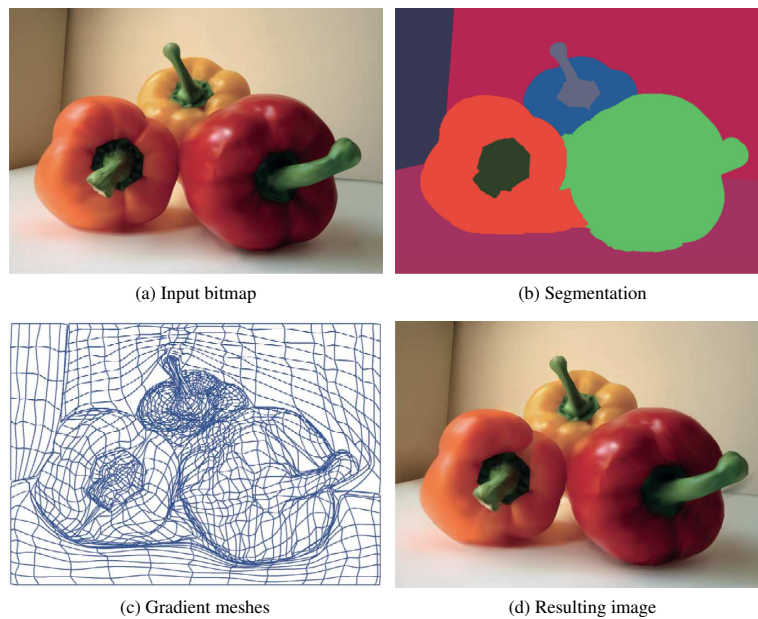 (a) Input bitmap
(b) Segmentation
(c) Gradient meshes
(d) Resulting image